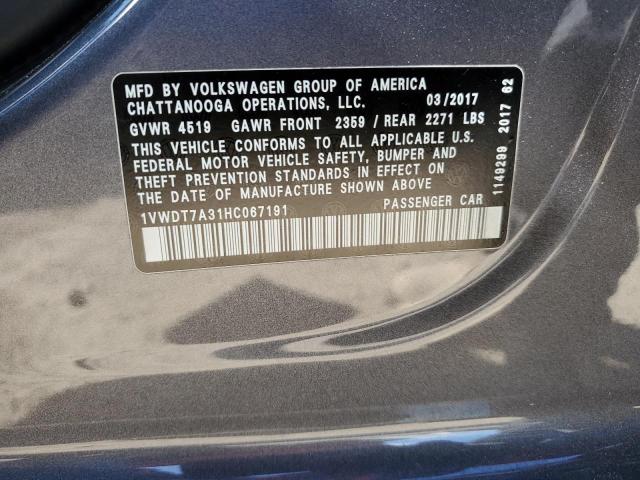 MFD BY VOLKSWAGEN GROUP OF AMERICA
CHATTANOOGA OPERATIONS, LLC. 03/2017
GVWR 4519 GAWR FRONT 2359 / REAR 2271 LBS
THIS VEHICLE CONFORMS TO ALL APPLICABLE U.S.
FEDERAL MOTOR VEHICLE SAFETY, BUMPER AND
THEFT PREVENTION STANDARDS IN EFFECT ON
THE DATE OF MANUFACTURE SHOWN ABOVE
1VWDT7A31HC067191 PASSENGER CAR
1149299 2017 62